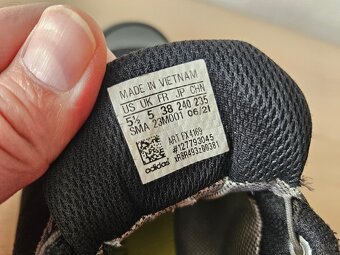 MADE IN VIETNAM
US UK FR JP CHN
5½ 5 38 240 235
SMA 23M001 06/21
ART FX4169
#127793045
adidas